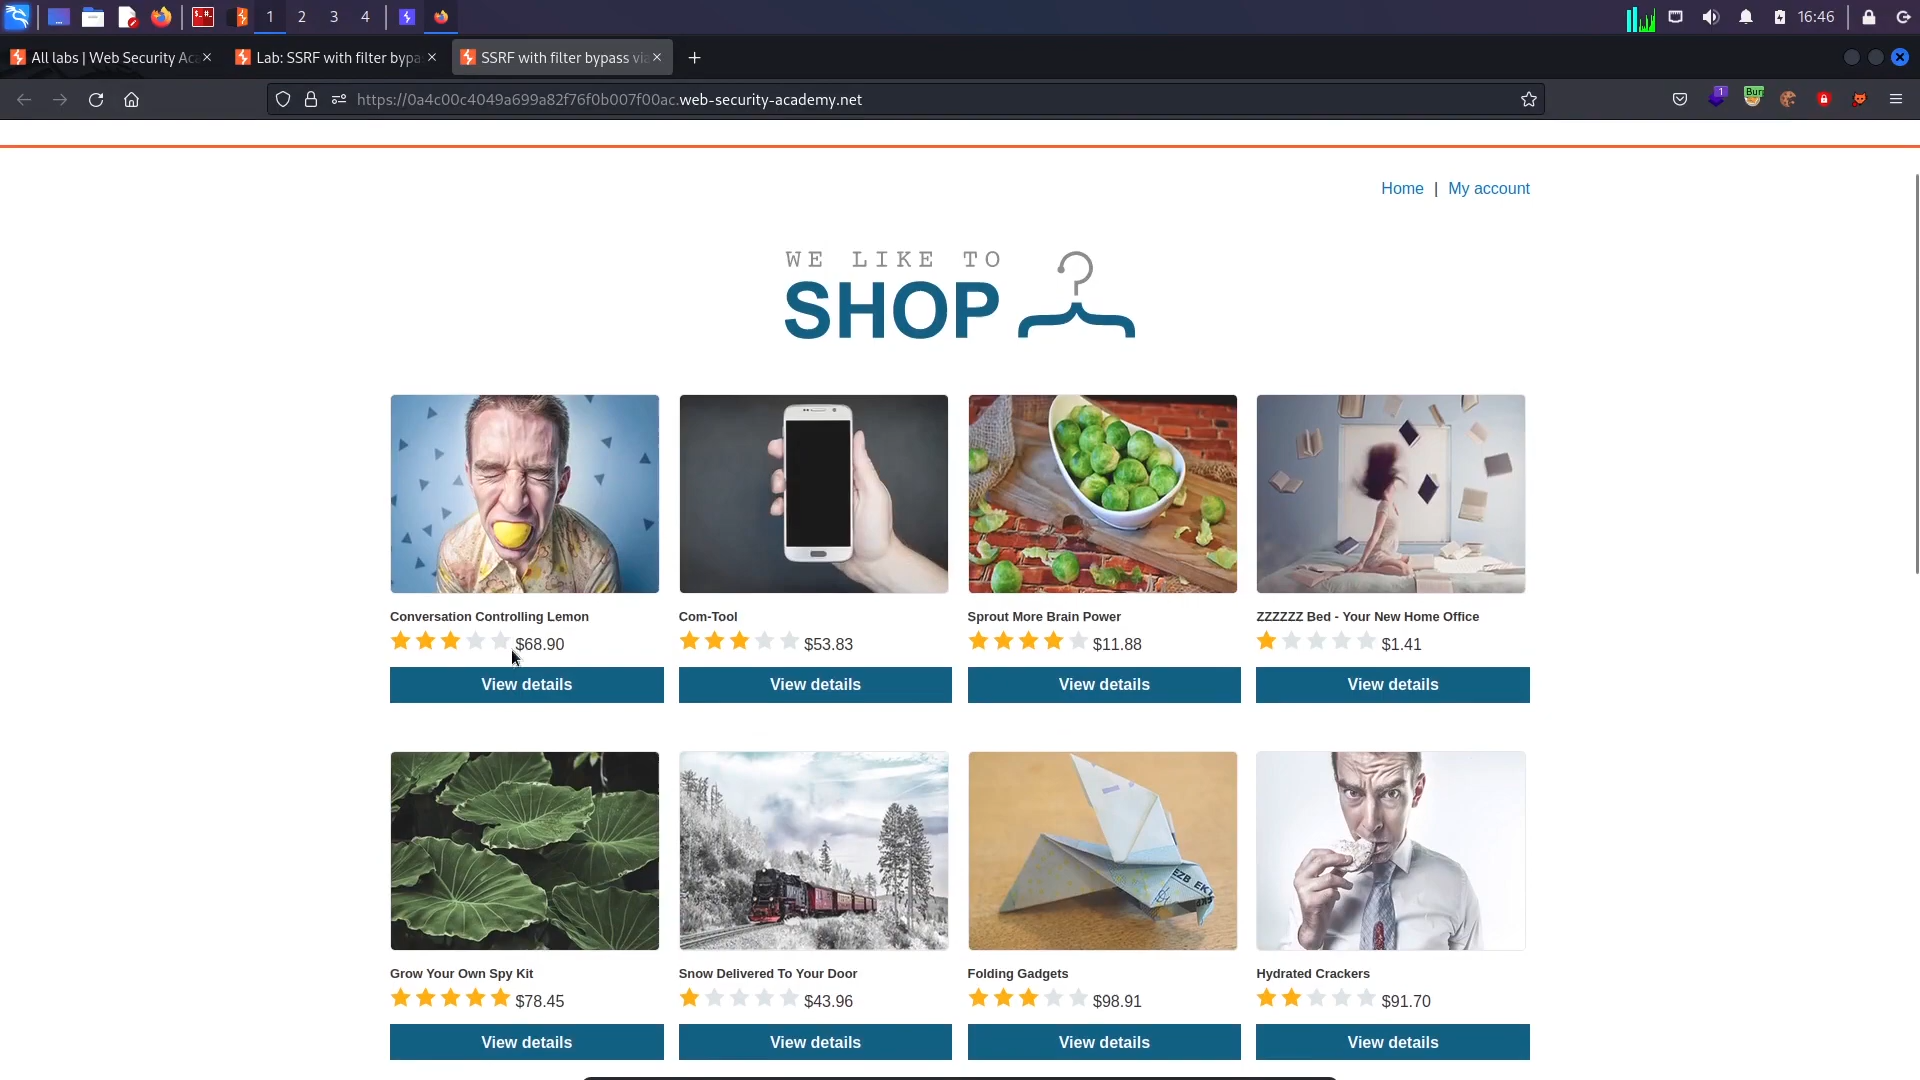 1 2 3 4
16:46
All labs | Web Security Ac
Lab: SSRF with filter bypa
SSRF with filter bypass via
1
Burp
https://0a4c00c4049a699a82f76f0b007f00ac.web-security-academy.net
Home | My account
WE LIKE TO
SHOP
Conversation Controlling Lemon
Com-Tool
Sprout More Brain Power
ZZZZZZ Bed - Your New Home Office
$68.90
$53.83
$11.88
$1.41
View details
View details
View details
View details
Grow Your Own Spy Kit
Snow Delivered To Your Door
Folding Gadgets
Hydrated Crackers
$78.45
$43.96
$98.91
$91.70
View details
View details
View details
View details